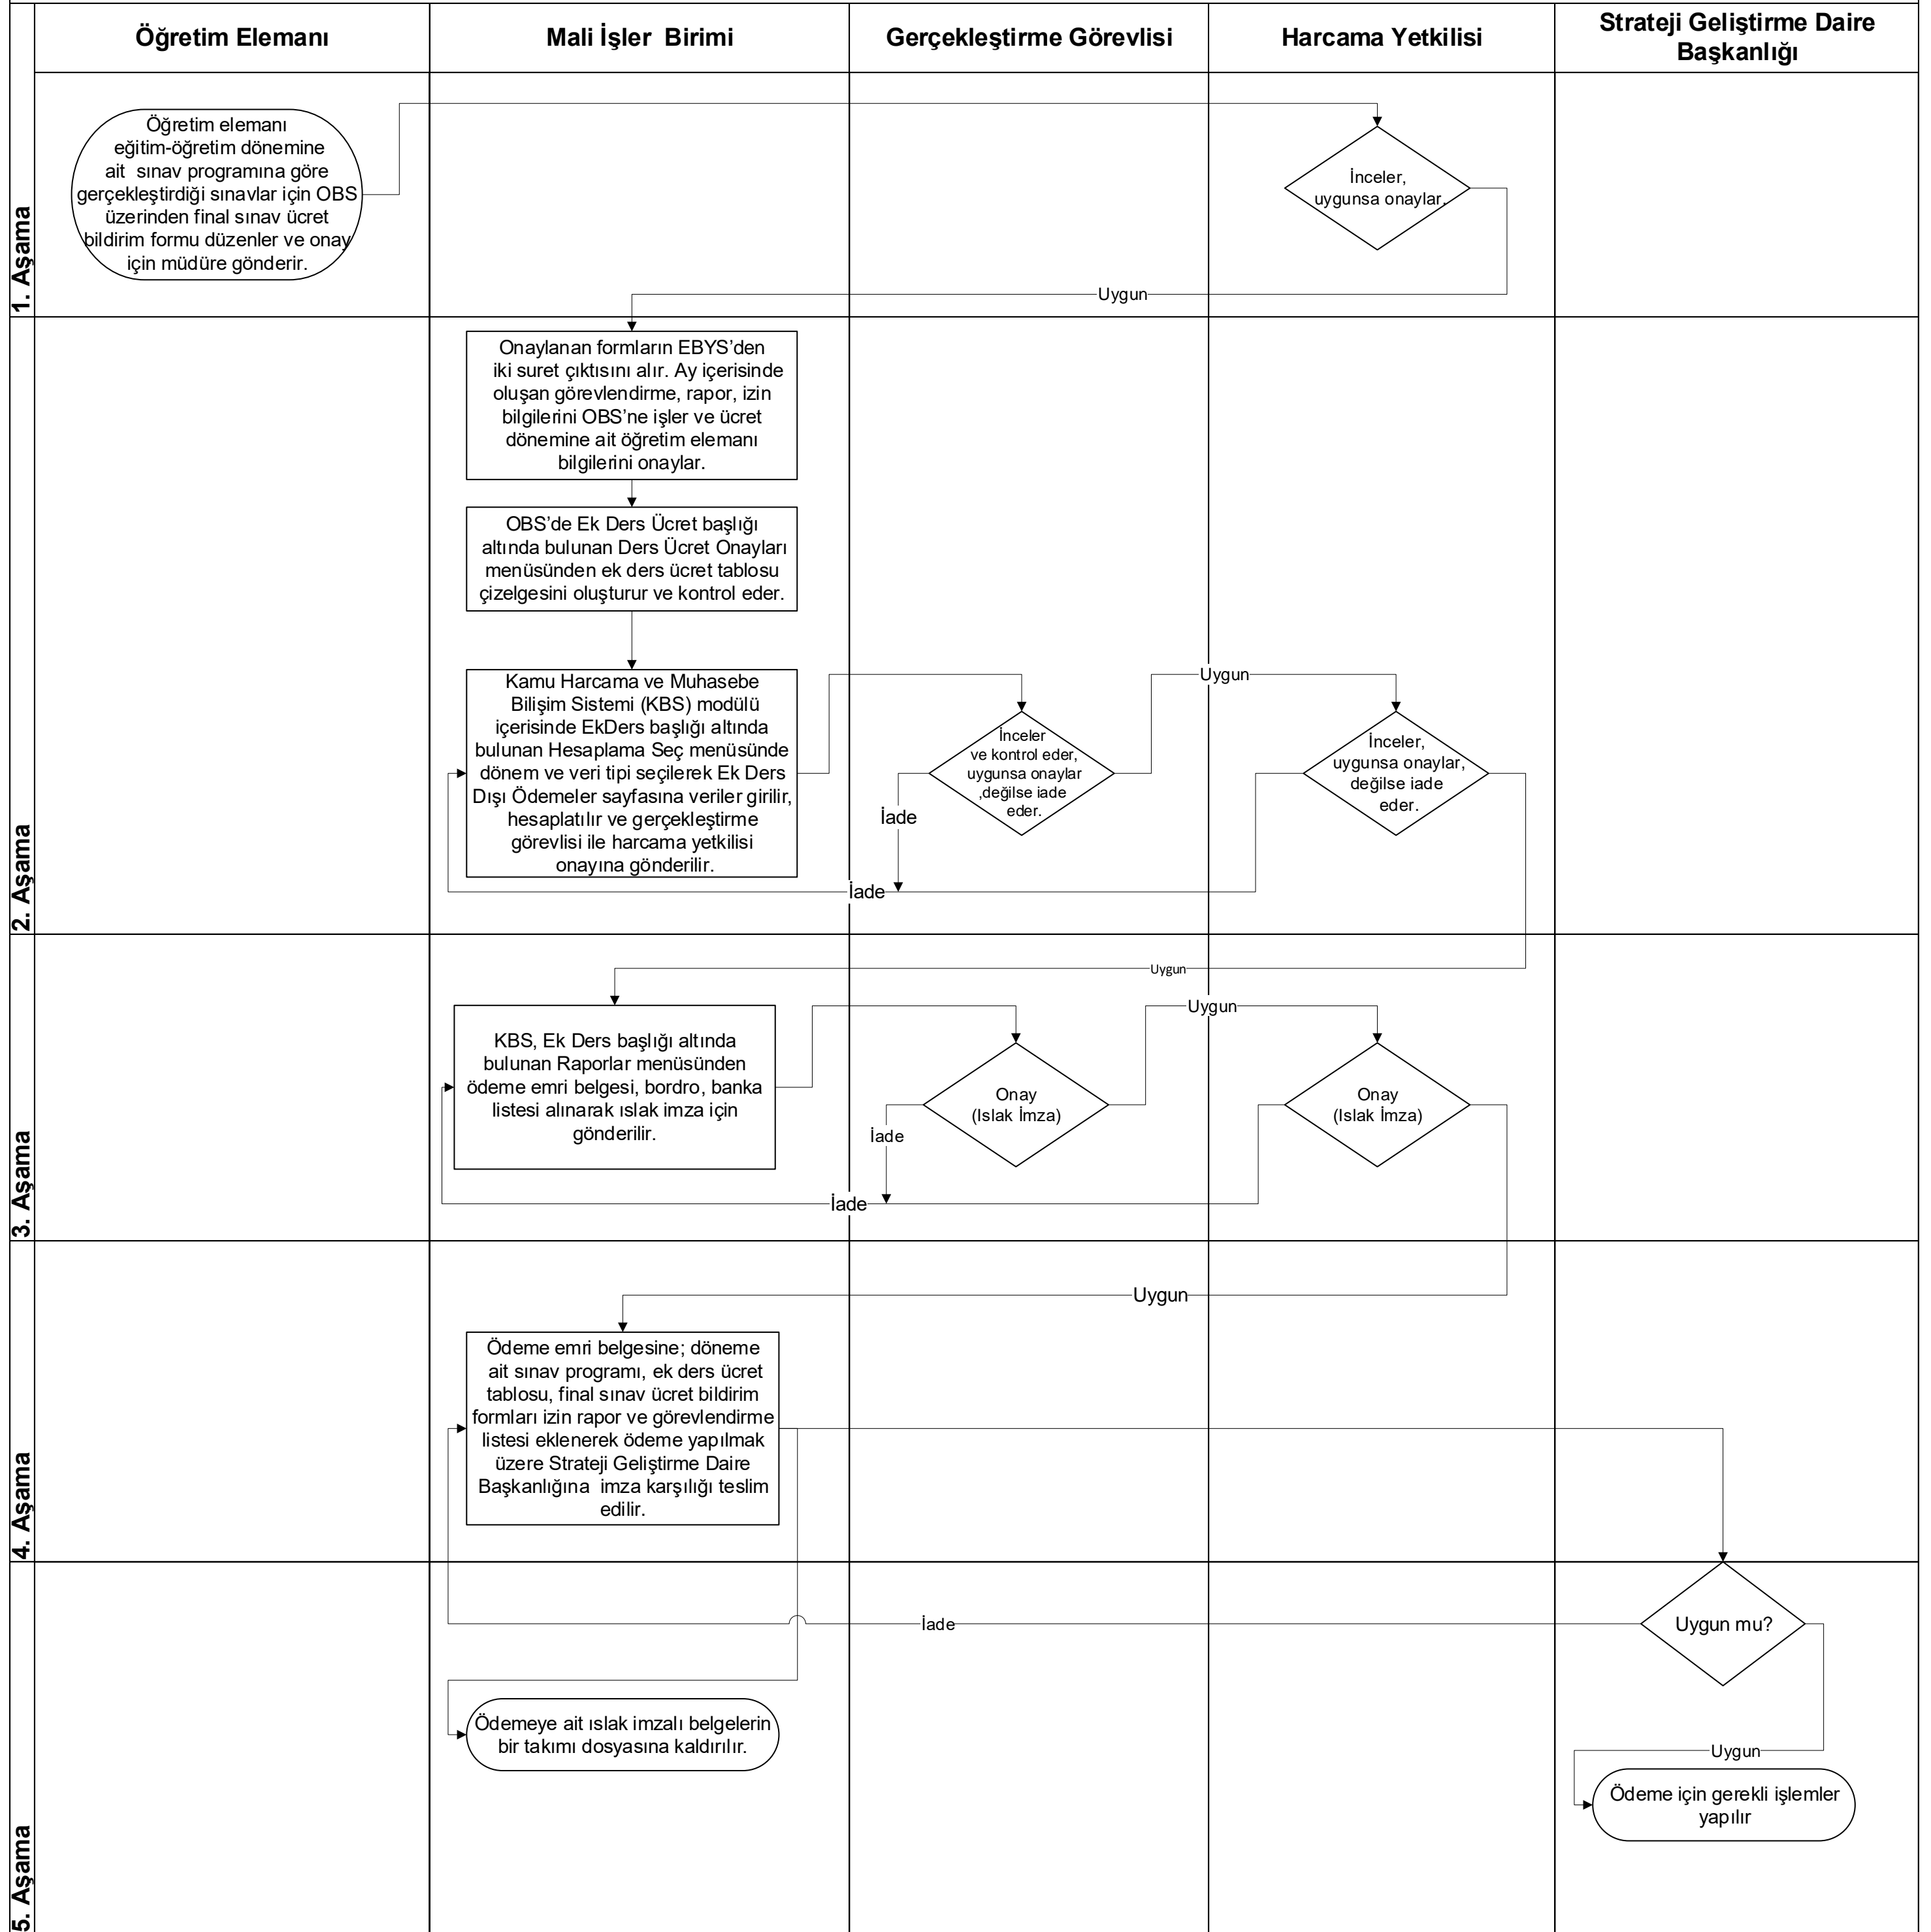 Öğretim Elemanı
Mali İşler  Birimi
Gerçekleştirme Görevlisi
Harcama Yetkilisi
Strateji Geliştirme Daire
Başkanlığı
1. Aşama
Öğretim elemanı
eğitim-öğretim dönemine
ait  sınav programına göre
gerçekleştirdiği sınavlar için OBS
üzerinden final sınav ücret
bildirim formu düzenler ve onay
için müdüre gönderir.
İnceler,
uygunsa onaylar.
Uygun
2. Aşama
Onaylanan formların EBYS’den
iki suret çıktısını alır. Ay içerisinde
oluşan görevlendirme, rapor, izin
bilgilerini OBS’ne işler ve ücret
dönemine ait öğretim elemanı
bilgilerini onaylar.
OBS’de Ek Ders Ücret başlığı
altında bulunan Ders Ücret Onayları
menüsünden ek ders ücret tablosu
çizelgesini oluşturur ve kontrol eder.
Kamu Harcama ve Muhasebe
Bilişim Sistemi (KBS) modülü
içerisinde EkDers başlığı altında
bulunan Hesaplama Seç menüsünde
dönem ve veri tipi seçilerek Ek Ders
Dışı Ödemeler sayfasına veriler girilir,
hesaplatılır ve gerçekleştirme
görevlisi ile harcama yetkilisi
onayına gönderilir.
İnceler
ve kontrol eder,
uygunsa onaylar
,değilse iade
eder.
İade
Uygun
İnceler,
uygunsa onaylar,
değilse iade
eder.
İade
Uygun
3. Aşama
KBS, Ek Ders başlığı altında
bulunan Raporlar menüsünden
ödeme emri belgesi, bordro, banka
listesi alınarak ıslak imza için
gönderilir.
Onay
(Islak İmza)
İade
Uygun
Onay
(Islak İmza)
İade
Uygun
4. Aşama
Ödeme emri belgesine; döneme
ait sınav programı, ek ders ücret
tablosu, final sınav ücret bildirim
formları izin rapor ve görevlendirme
listesi eklenerek ödeme yapılmak
üzere Strateji Geliştirme Daire
Başkanlığına  imza karşılığı teslim
edilir.
5. Aşama
Uygun mu?
İade
Ödemeye ait ıslak imzalı belgelerin
bir takımı dosyasına kaldırılır.
Uygun
Ödeme için gerekli işlemler
yapılır